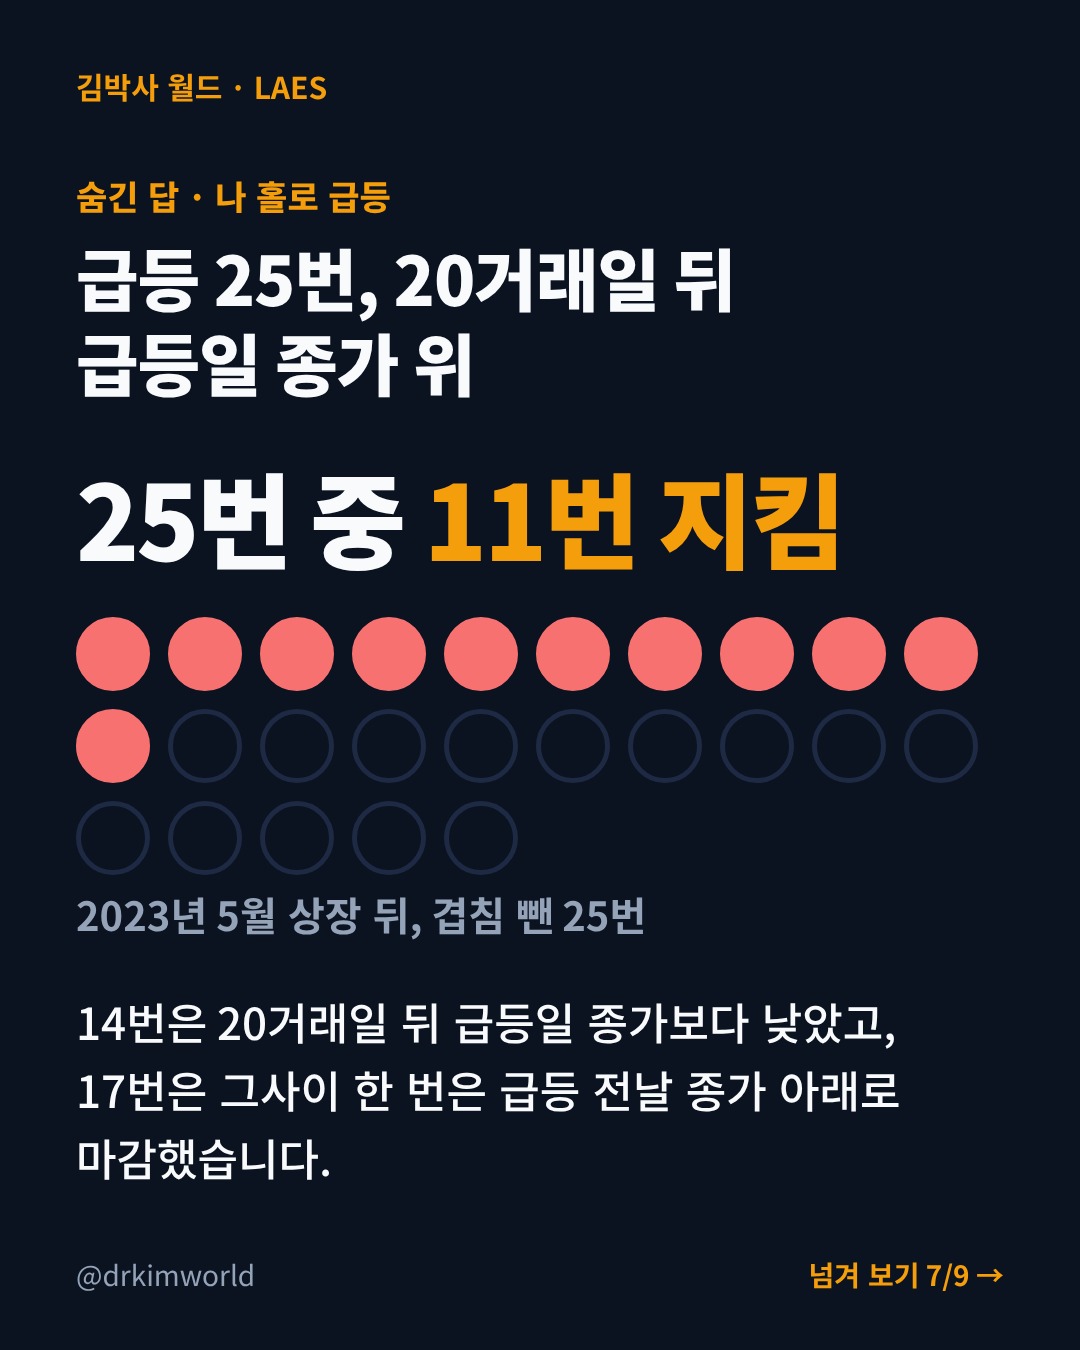 김박사 월드 · LAES
숨긴 답 · 나 홀로 급등
급등 25번, 20거래일 뒤
급등일 종가 위
25번 중 11번 지킴
2023년 5월 상장 뒤, 겹침 뺀 25번
14번은 20거래일 뒤 급등일 종가보다 낮았고,
17번은 그사이 한 번은 급등 전날 종가 아래로
마감했습니다.
@drkimworld
넘겨 보기 7/9 →